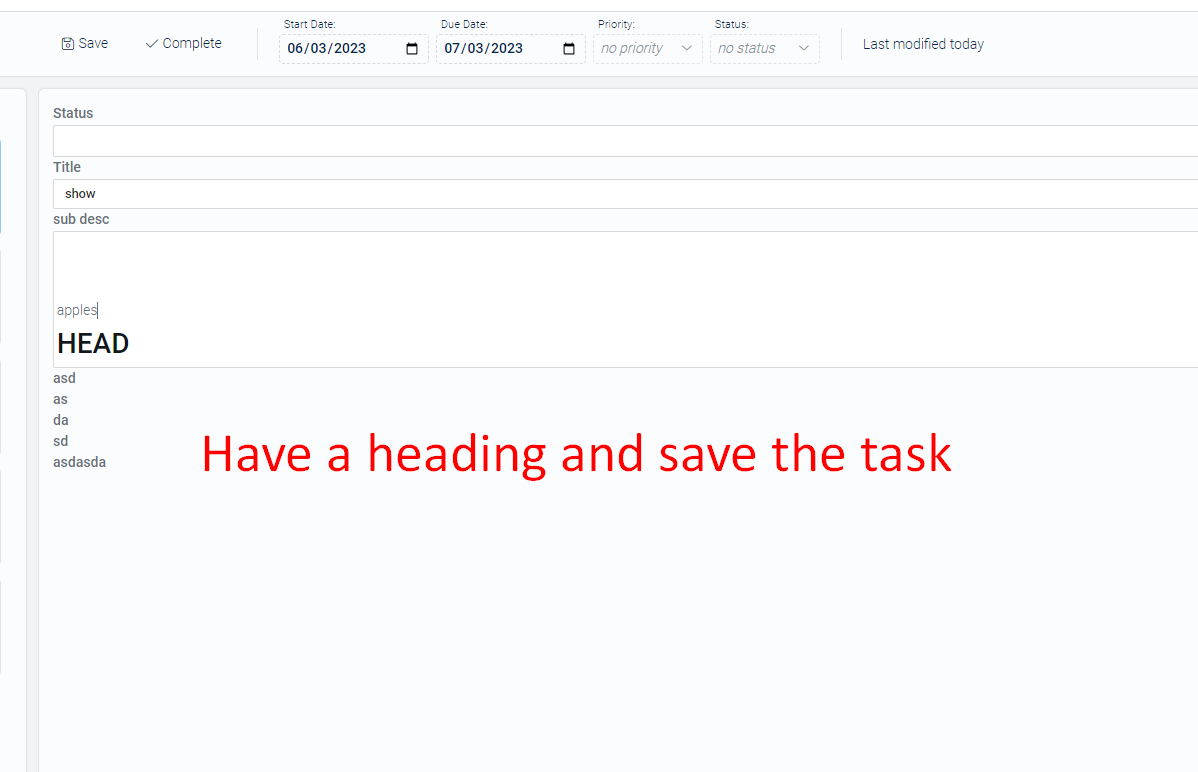 Start Date:
Due Date:
Priority:
Status:
Save
Complete
06/03/2023
07/03/2023
no priority
no status
Last modified today
Status
Title
show
sub desc
apples
HEAD
asd
as
da
sd
asdasda
Have a heading and save the task